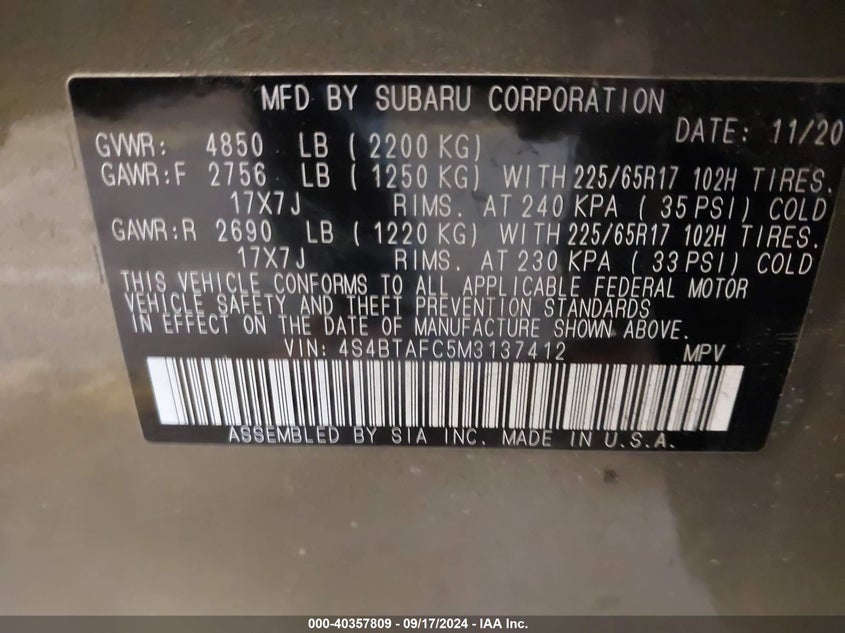 MFD BY SUBARU CORPORATION
DATE: 11/20
GVWR: 4850 LB ( 2200 KG)
GAWR:F 2756 LB ( 1250 KG) WITH 225/65R17 102H TIRES.
17X7J RIMS. AT 240 KPA ( 35 PSI) COLD
GAWR:R 2690 LB ( 1220 KG) WITH 225/65R17 102H TIRES.
17X7J RIMS. AT 230 KPA ( 33 PSI) COLD
THIS VEHICLE CONFORMS TO ALL APPLICABLE FEDERAL MOTOR
VEHICLE SAFETY AND THEFT PREVENTION STANDARDS
IN EFFECT ON THE DATE OF MANUFACTURE SHOWN ABOVE.
VIN: 4S4BTAFC5M3137412 MPV
ASSEMBLED BY SIA INC. MADE IN U.S.A.
000-40357809 - 09/17/2024 - IAA Inc.